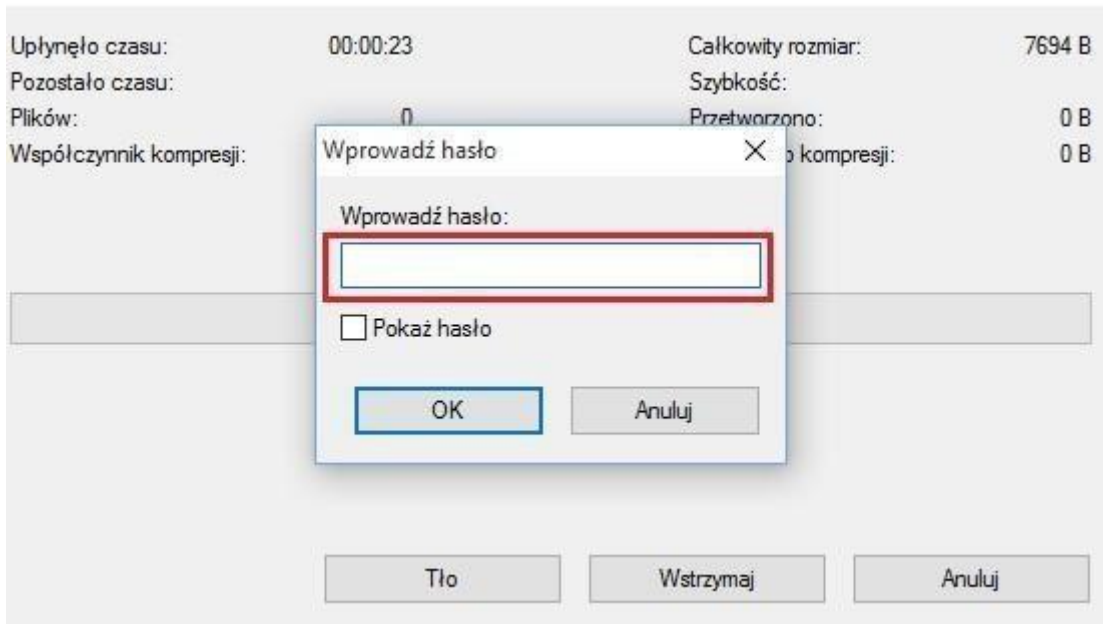 Upłynęło czasu: 00:00:23 Całkowity rozmiar: 7694 B
Pozostało czasu: Szybkość:
Plików: 0 Przetworzono: 0 B
Współczynnik kompresji: kompresji: 0 B
Wprowadź hasło
Wprowadź hasło:
Pokaż hasło
OK Anuluj
Tło Wstrzymaj Anuluj